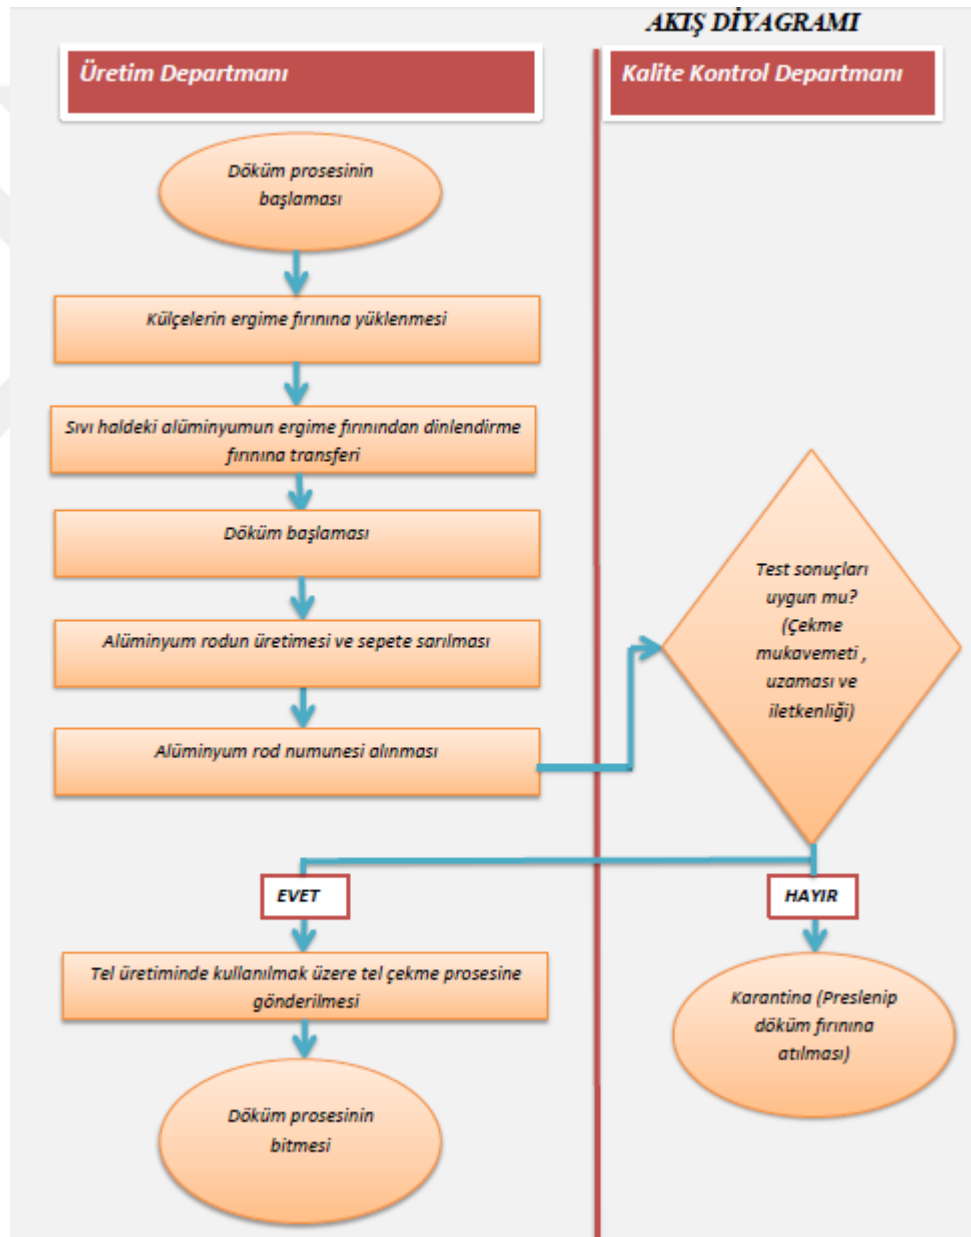 AKIŞ DİYAGRAMI
Üretim Departmanı
Kalite Kontrol Departmanı
Döküm prosesinin
başlaması
Külçelerin ergime fırınına yüklenmesi
Sıvı haldeki alüminyumun ergime fırınından dinlendirme
fırınına transferi
Döküm başlaması
Alüminyum rodun üretimesi ve sepete sarılması
Alüminyum rod numunesi alınması
Test sonuçları
uygun mu?
(Çekme
mukavemeti ,
uzaması ve
iletkenliği)
EVET
HAYIR
Tel üretiminde kullanılmak üzere tel çekme prosesine
gönderilmesi
Karantina (Preslenip
döküm fırınına
atılması)
Döküm prosesinin
bitmesi